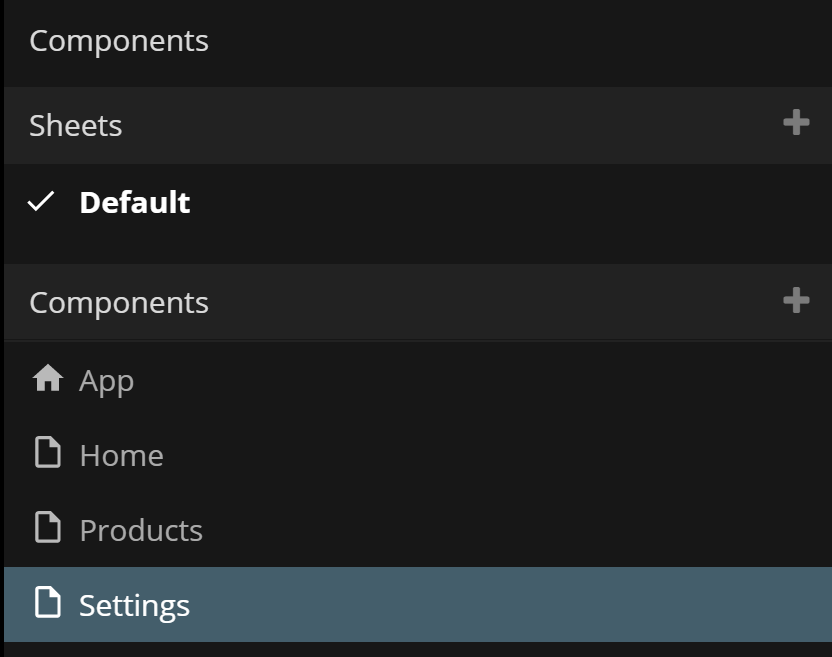 Components
Sheets
Default
Components
App
Home
Products
Settings